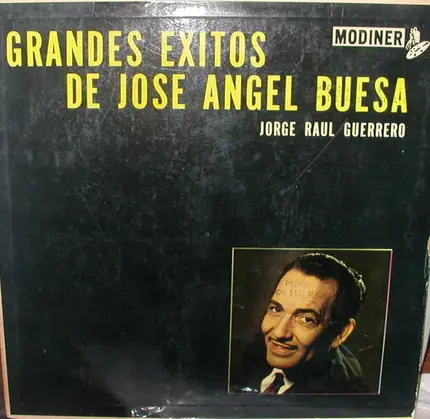 MODINER
GRANDES EXITOS
DE JOSE ANGEL BUESA
JORGE RAUL GUERRERO